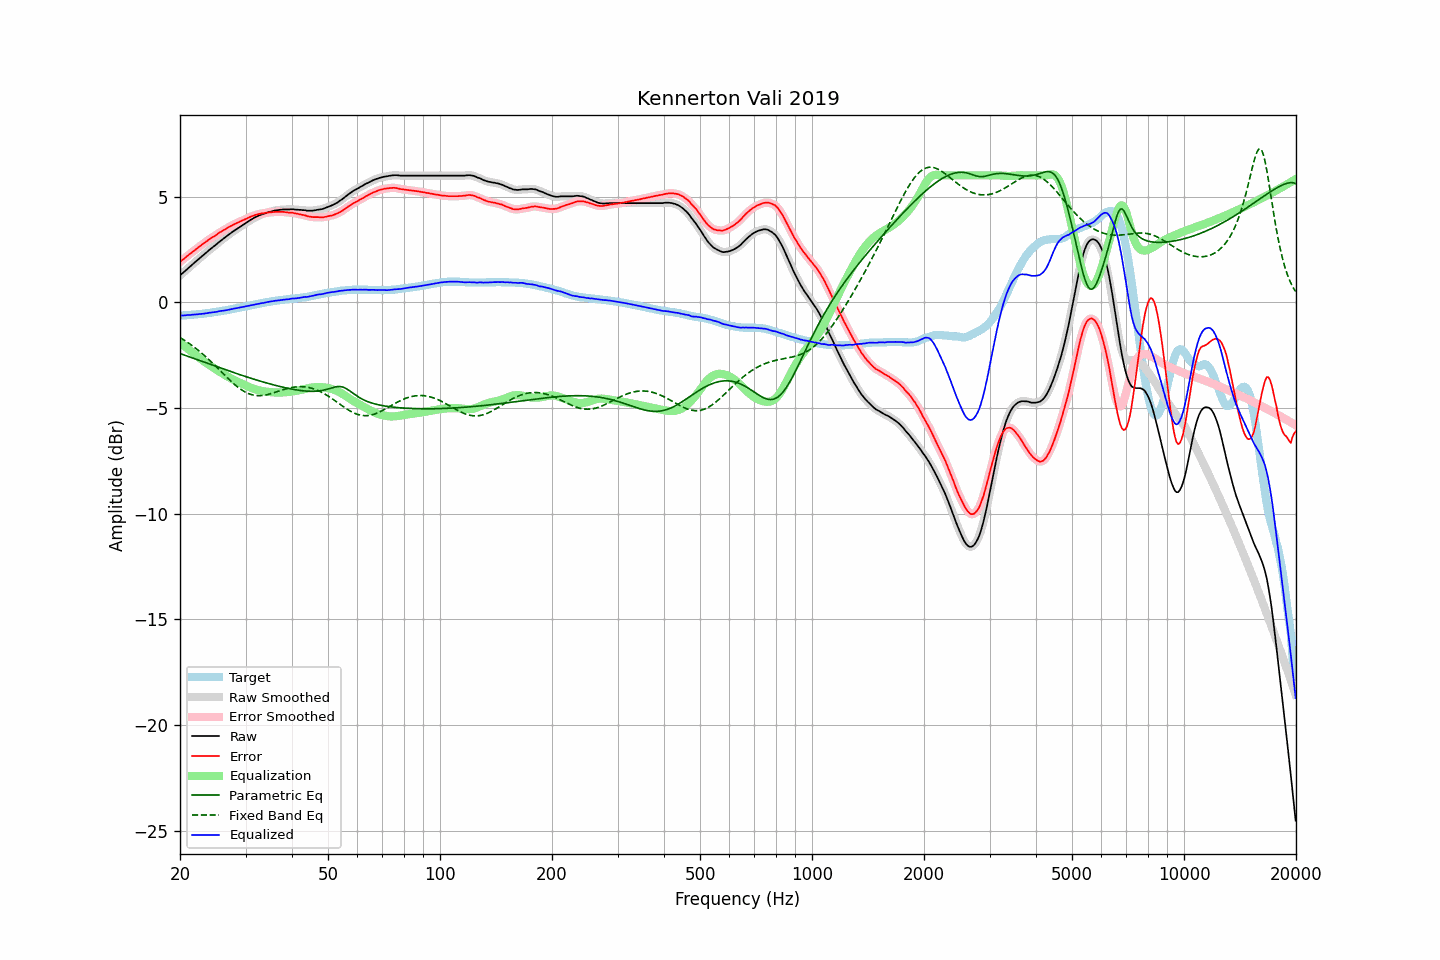 Kennerton Vali 2019
Amplitude (dBr)
5
0
−5
−10
−15
−20
−25
Target
Raw Smoothed
Error Smoothed
Raw
Error
Equalization
Parametric Eq
Fixed Band Eq
Equalized
20 50 100 200 500 1000 2000 5000 10000 20000
Frequency (Hz)